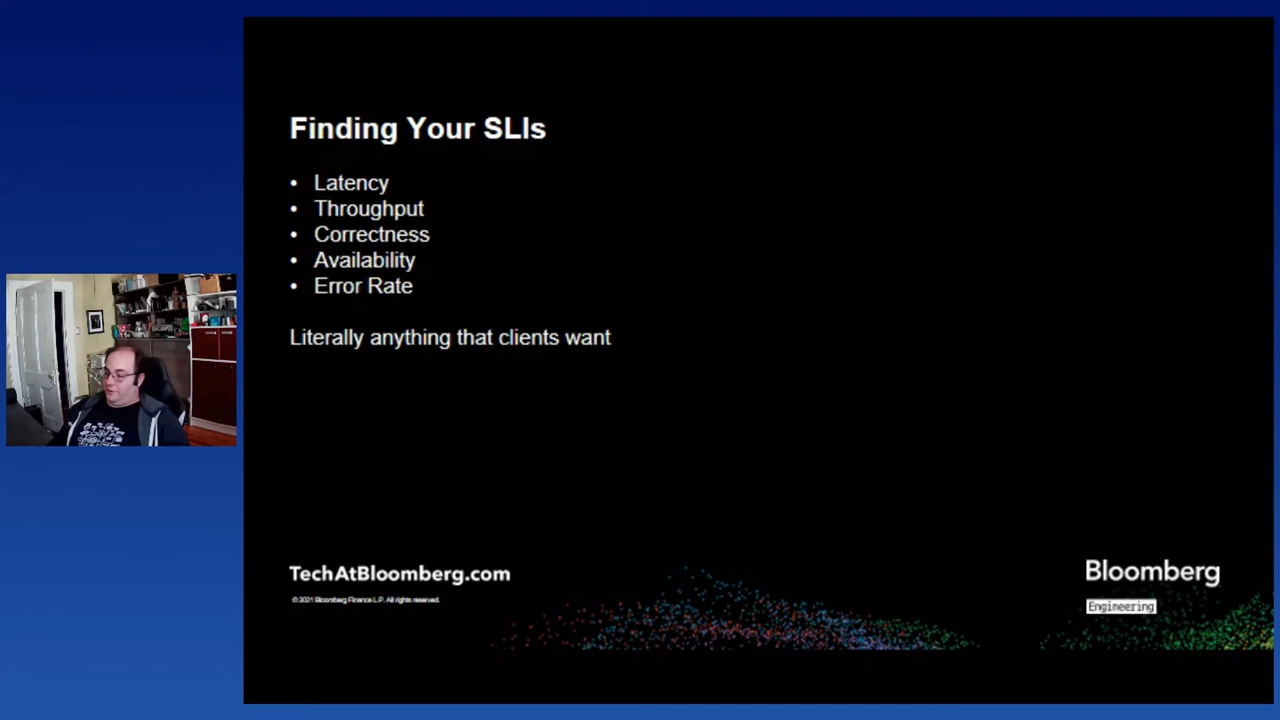 Finding Your SLIs
• Latency
• Throughput
• Correctness
• Availability
• Error Rate
Literally anything that clients want
TechAtBloomberg.com
© 2021 Bloomberg Finance L.P. All rights reserved.
Bloomberg
Engineering